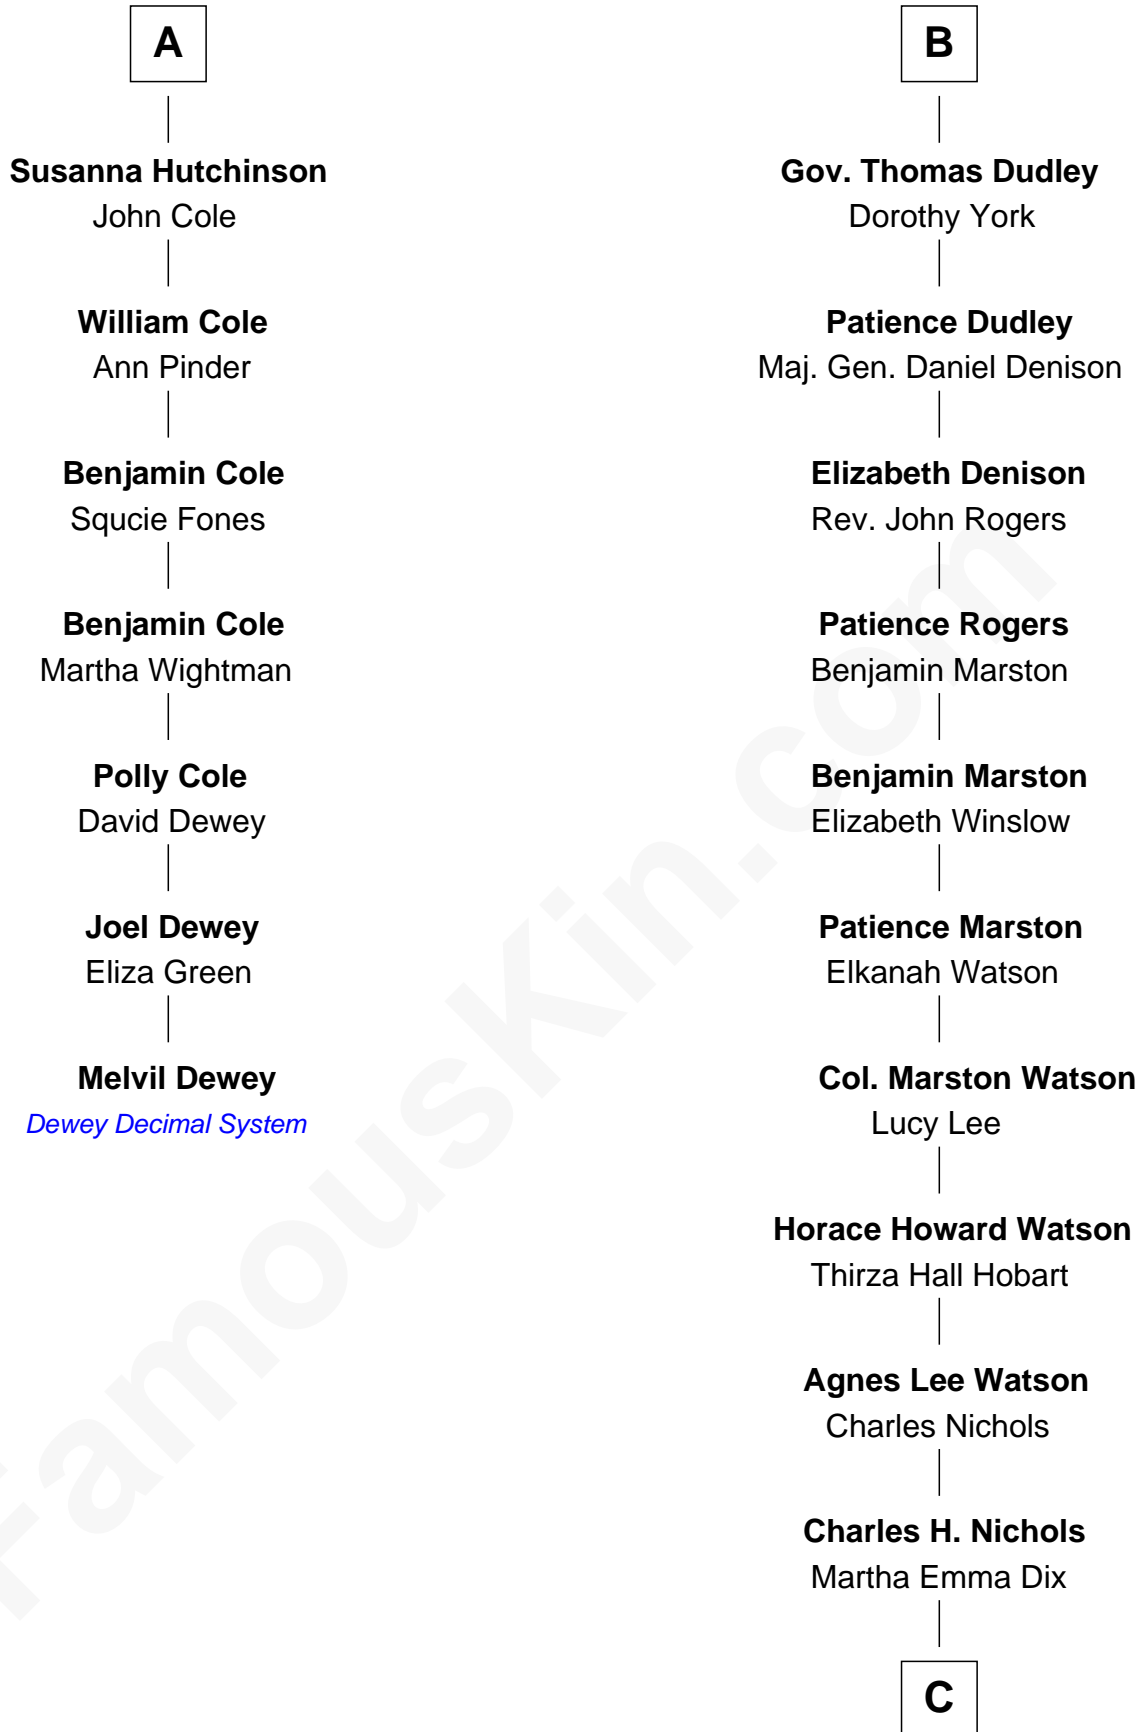 A
Susanna Hutchinson
John Cole
William Cole
Ann Pinder
Benjamin Cole
Squcie Fones
Benjamin Cole
Martha Wightman
Polly Cole
David Dewey
Joel Dewey
Eliza Green
Melvil Dewey
Dewey Decimal System
B
Gov. Thomas Dudley
Dorothy York
Patience Dudley
Maj. Gen. Daniel Denison
Elizabeth Denison
Rev. John Rogers
Patience Rogers
Benjamin Marston
Benjamin Marston
Elizabeth Winslow
Patience Marston
Elkanah Watson
Col. Marston Watson
Lucy Lee
Horace Howard Watson
Thirza Hall Hobart
Agnes Lee Watson
Charles Nichols
Charles H. Nichols
Martha Emma Dix
C
FamousKin.com